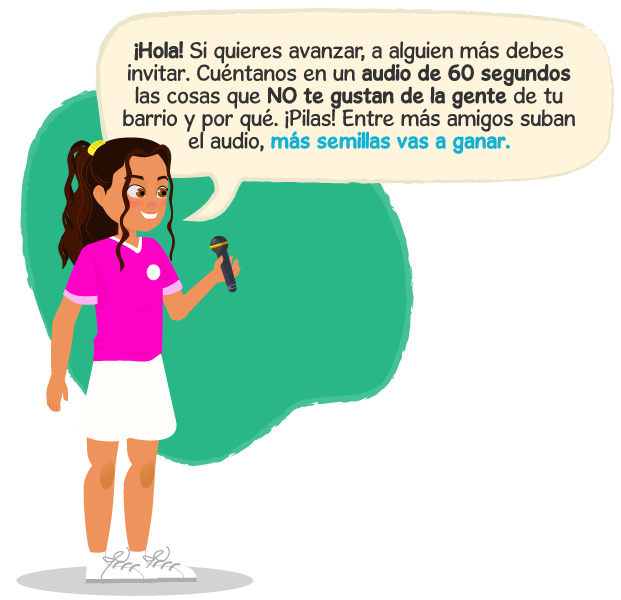 ¡Hola! Si quieres avanzar, a alguien más debes
invitar. Cuéntanos en un audio de 60 segundos
las cosas que NO te gustan de la gente de tu
barrio y por qué. ¡Pilas! Entre más amigos suban
el audio, más semillas vas a ganar.